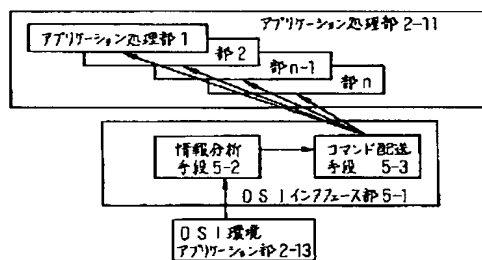 アプリケーション処理部2-11
アプリケーション処理部1
部2
部n-1
部n
情報分析
手段5-2
コマンド配送
手段 5-3
OSIインタフェース部5-1
OSI環境
アプリケーション部2-13